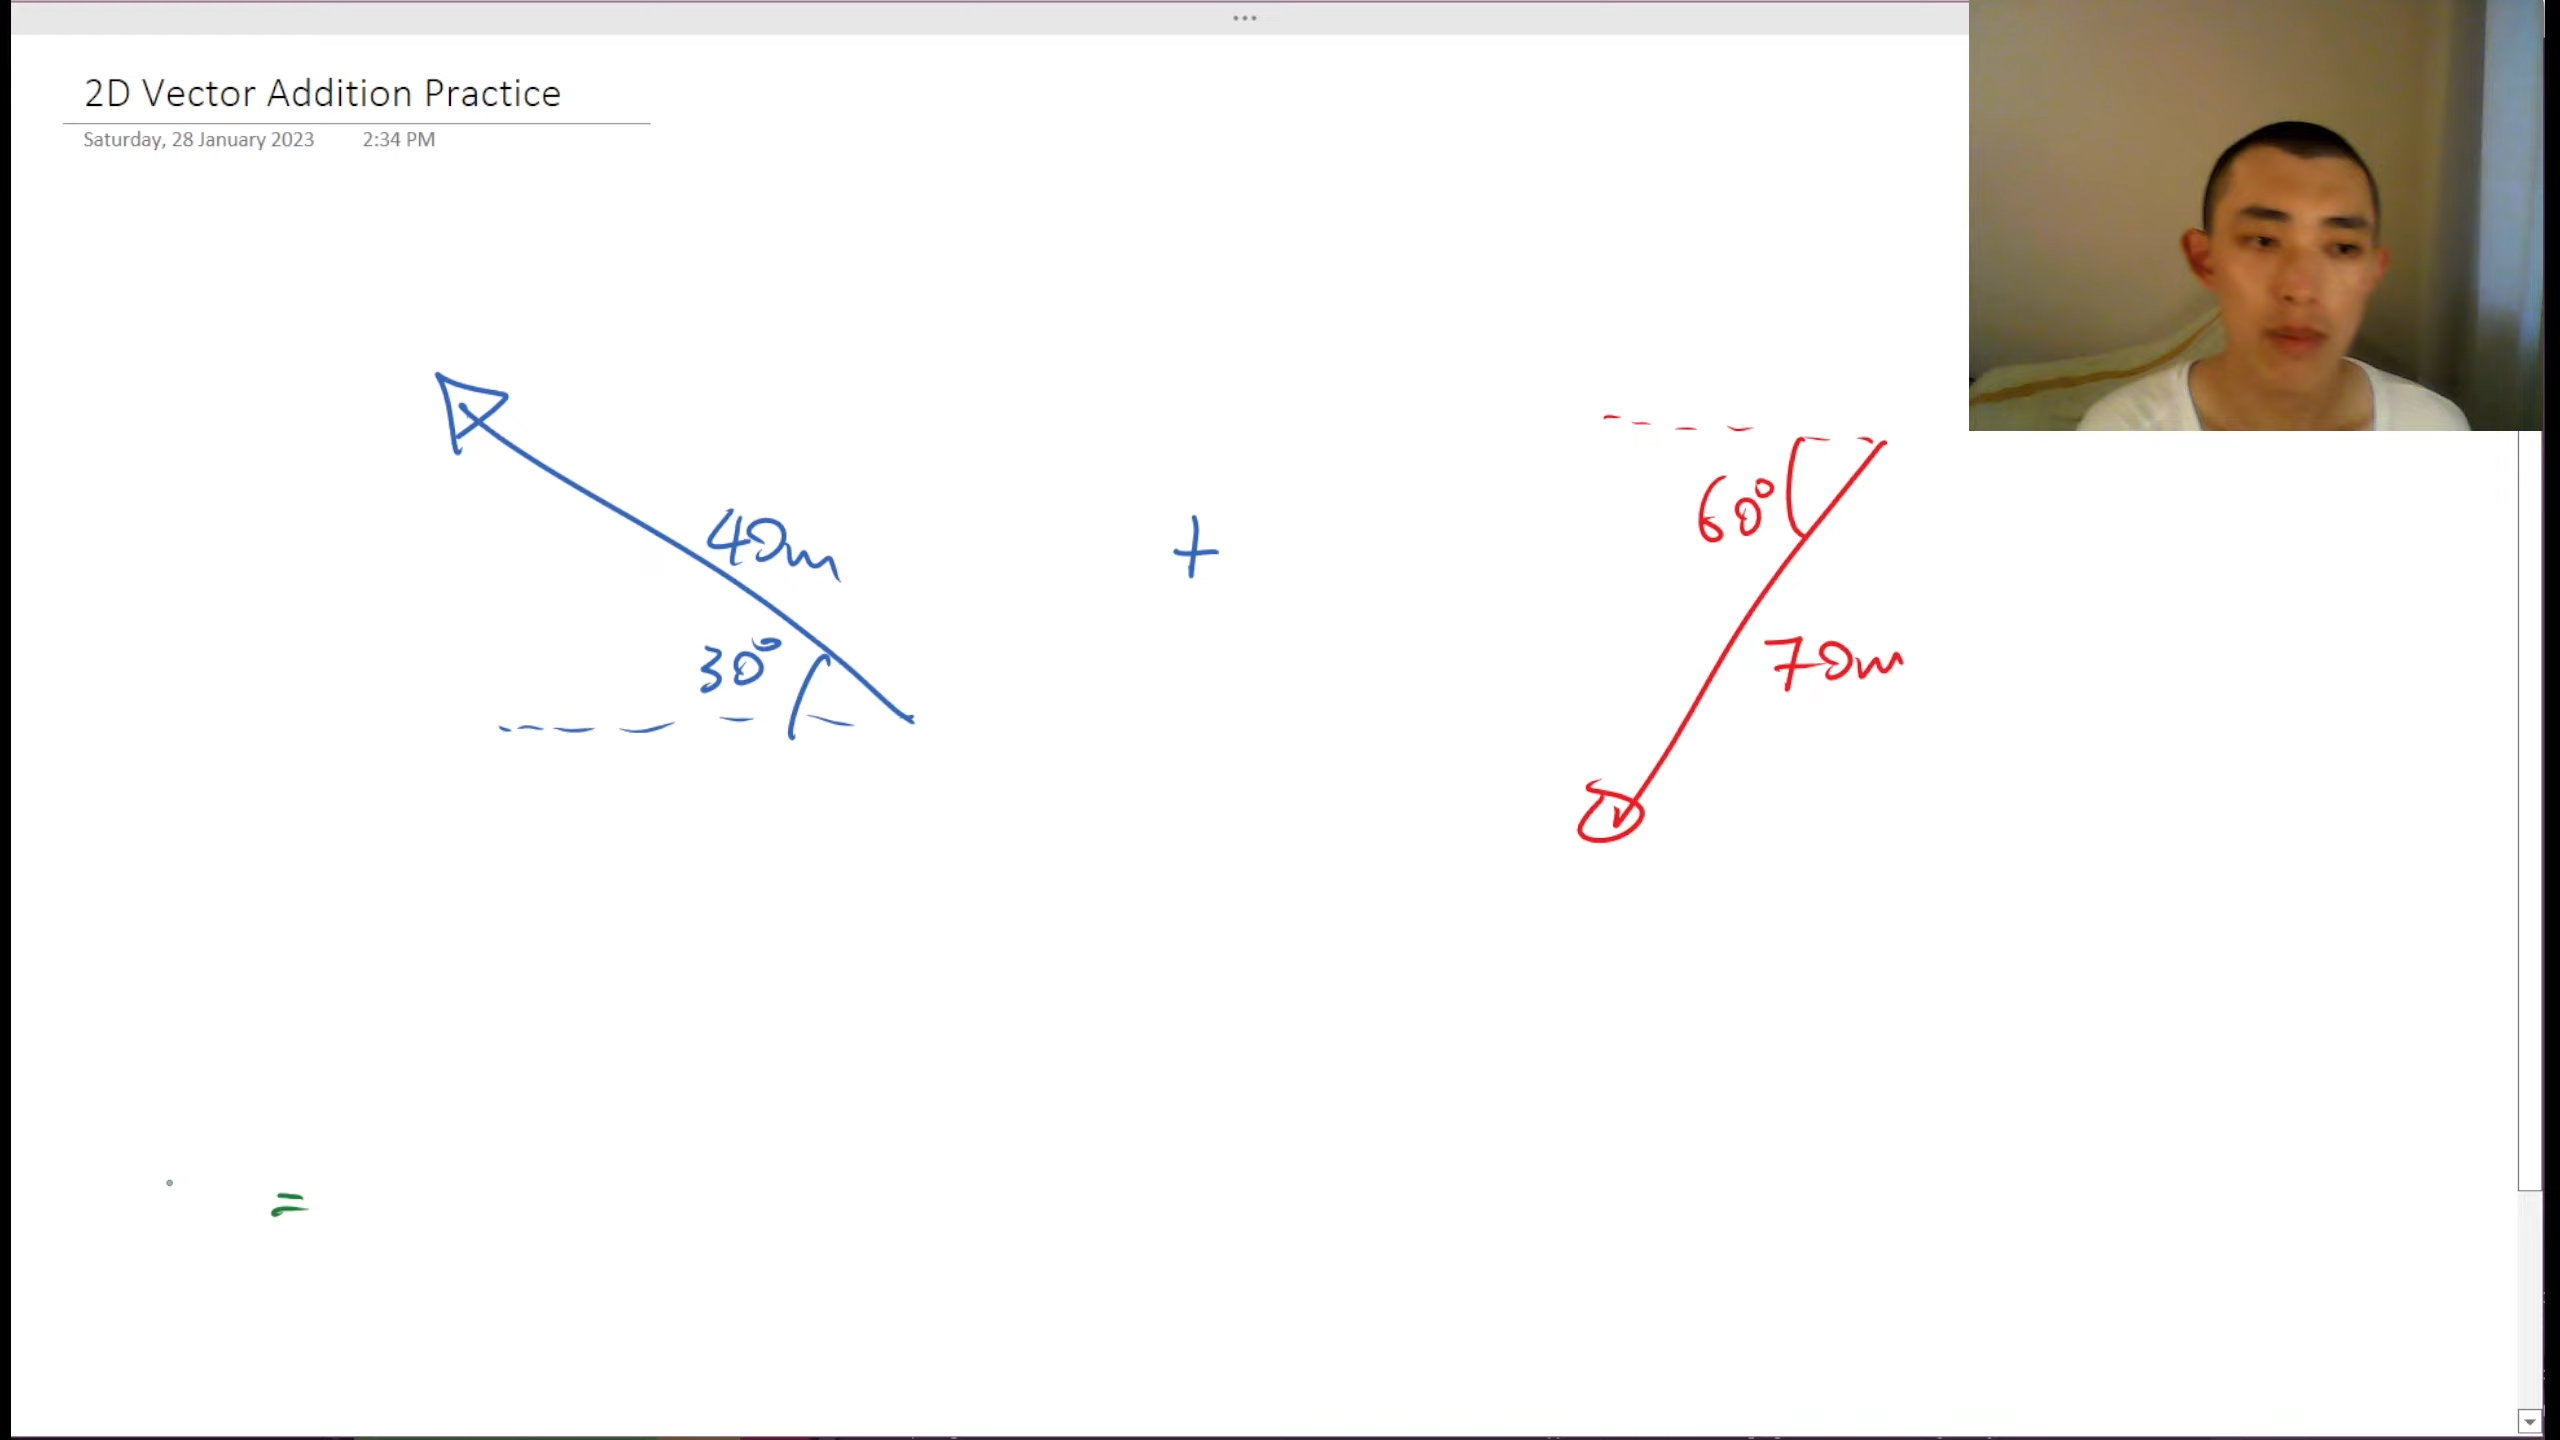 2D Vector Addition Practice
Saturday, 28 January 2023 2:34 PM
40m
30°
+
60°
70m
=